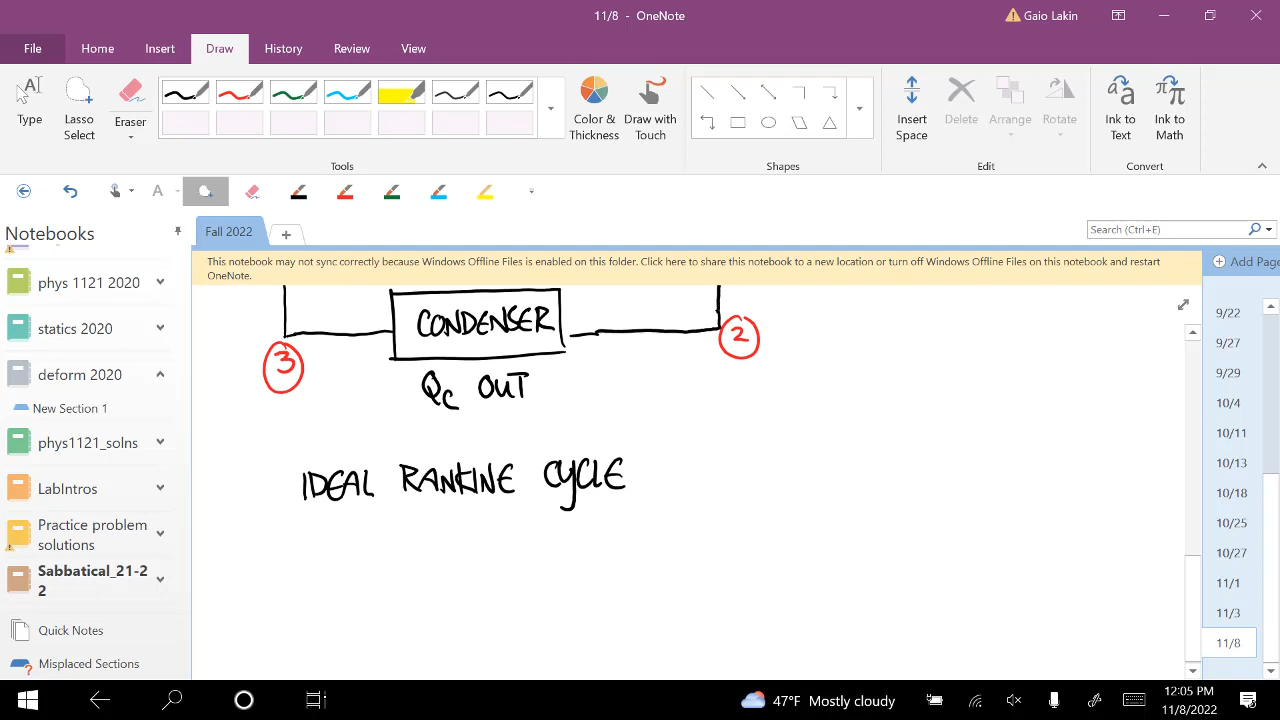 11/8 - OneNote
Gaio Lakin
File Home Insert Draw History Review View
Type
Lasso Select
Eraser
Color & Thickness
Draw with Touch
Insert Space
Delete
Arrange
Rotate
Ink to Text
Ink to Math
Tools
Shapes
Edit
Convert
A
Notebooks
Fall 2022
Search (Ctrl+E)
This notebook may not sync correctly because Windows Offline Files is enabled on this folder. Click here to share this notebook to a new location or turn off Windows Offline Files on this notebook and restart
OneNote.
Add Page
phys 1121 2020
statics 2020
deform 2020
New Section 1
phys1121_solns
LabIntros
Practice problem
solutions
Sabbatical_21-2
2
Quick Notes
Misplaced Sections
CONDENSER
3
2
Qc OUT
IDEAL RANKINE CYCLE
9/22
9/27
9/29
10/4
10/11
10/13
10/18
10/25
10/27
11/1
11/3
11/8
47°F Mostly cloudy
12:05 PM
11/8/2022